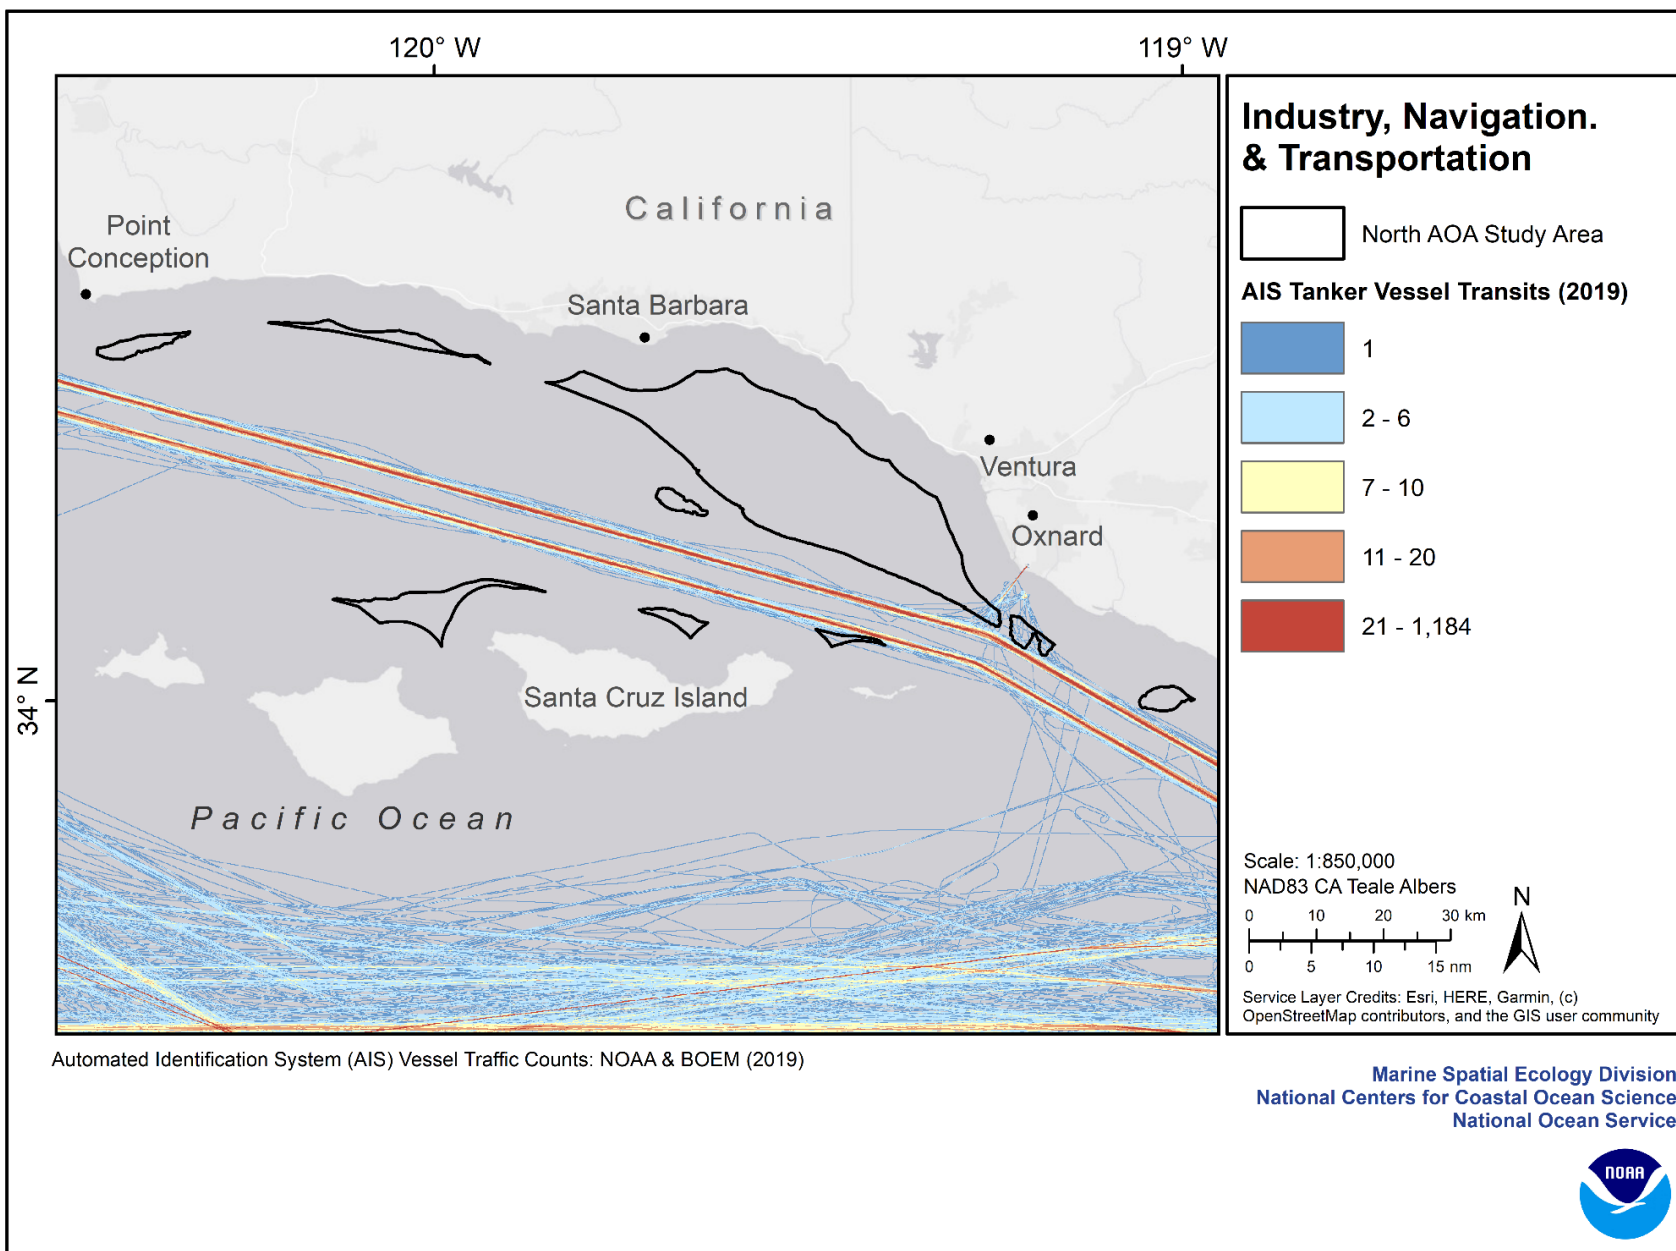 120° W
119° W
34° N
Point
Conception
California
Santa Barbara
Ventura
Oxnard
Santa Cruz Island
Pacific Ocean
Industry, Navigation.
& Transportation
North AOA Study Area
AIS Tanker Vessel Transits (2019)
1
2 - 6
7 - 10
11 - 20
21 - 1,184
Scale: 1:850,000
NAD83 CA Teale Albers
0 10 20 30 km
0 5 10 15 nm
N
Service Layer Credits: Esri, HERE, Garmin, (c)
OpenStreetMap contributors, and the GIS user community
Automated Identification System (AIS) Vessel Traffic Counts: NOAA & BOEM (2019)
Marine Spatial Ecology Division
National Centers for Coastal Ocean Science
National Ocean Service
NOAA